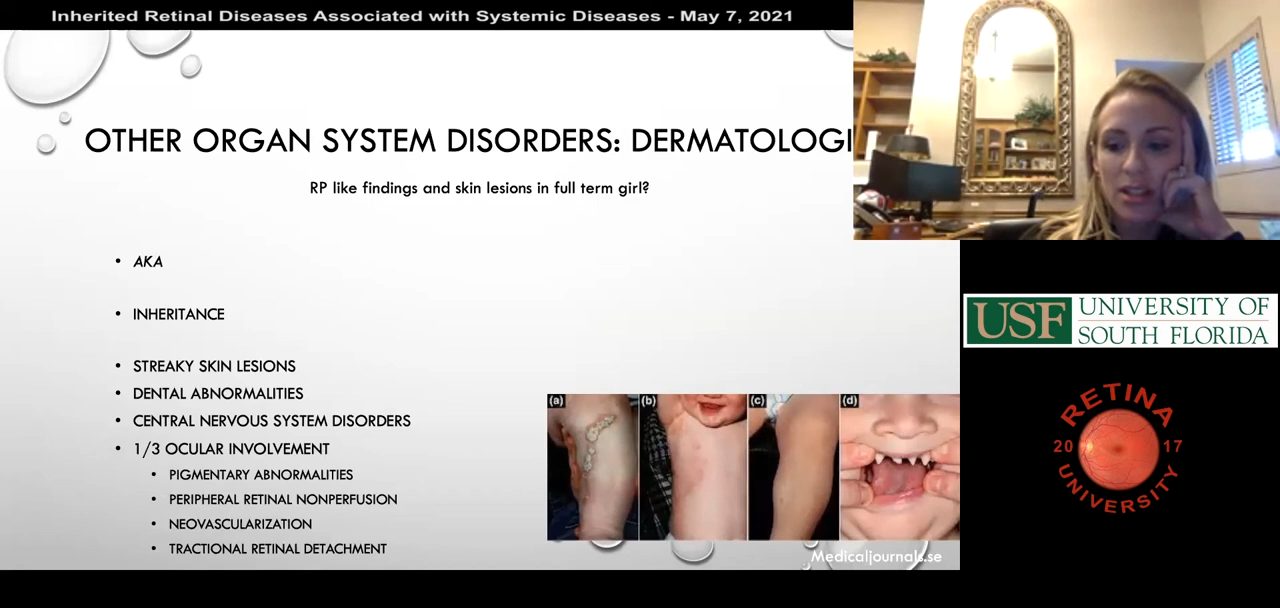 Inherited Retinal Diseases Associated with Systemic Diseases - May 7, 2021
OTHER ORGAN SYSTEM DISORDERS: DERMATOLOGI
RP like findings and skin lesions in full term girl?
• AKA
• INHERITANCE
• STREAKY SKIN LESIONS
• DENTAL ABNORMALITIES
• CENTRAL NERVOUS SYSTEM DISORDERS
• 1/3 OCULAR INVOLVEMENT
• PIGMENTARY ABNORMALITIES
• PERIPHERAL RETINAL NONPERFUSION
• NEOVASCULARIZATION
• TRACTIONAL RETINAL DETACHMENT
(a) (b) (c) (d)
Medicaljournals.se
USF UNIVERSITY OF
SOUTH FLORIDA
RETINA
20 17
UNIVERSITY